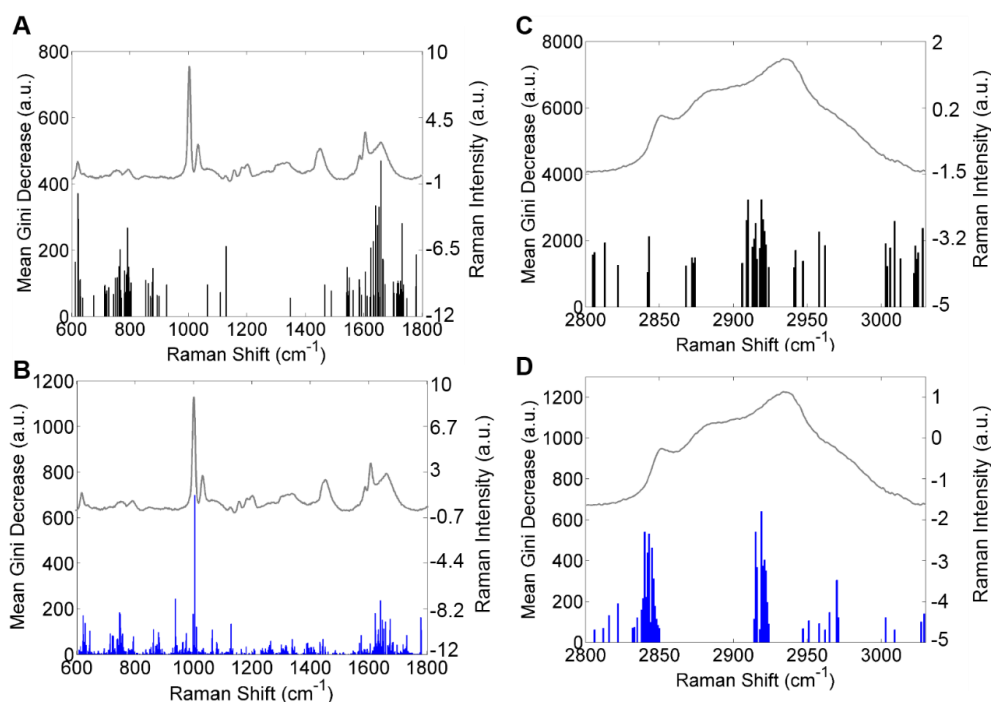 A
Mean Gini Decrease (a.u.)
800
600
400
200
0
10
4.5
-1
-6.5
-12
Raman Intensity (a.u.)
600 800 1000 1200 1400 1600 1800
Raman Shift (cm⁻¹)
C
Mean Gini Decrease (a.u.)
8000
6000
4000
2000
0
2
0.2
-1.5
-3.2
-5
Raman Intensity (a.u.)
2800 2850 2900 2950 3000
Raman Shift (cm⁻¹)
B
Mean Gini Decrease (a.u.)
1200
1000
800
600
400
200
0
10
6.7
3
-0.7
-4.4
-8.2
-12
Raman Intensity (a.u.)
600 800 1000 1200 1400 1600 1800
Raman Shift (cm⁻¹)
D
Mean Gini Decrease (a.u.)
1200
1000
800
600
400
200
0
1
0
-1
-2
-3
-4
-5
Raman Intensity (a.u.)
2800 2850 2900 2950 3000
Raman Shift (cm⁻¹)